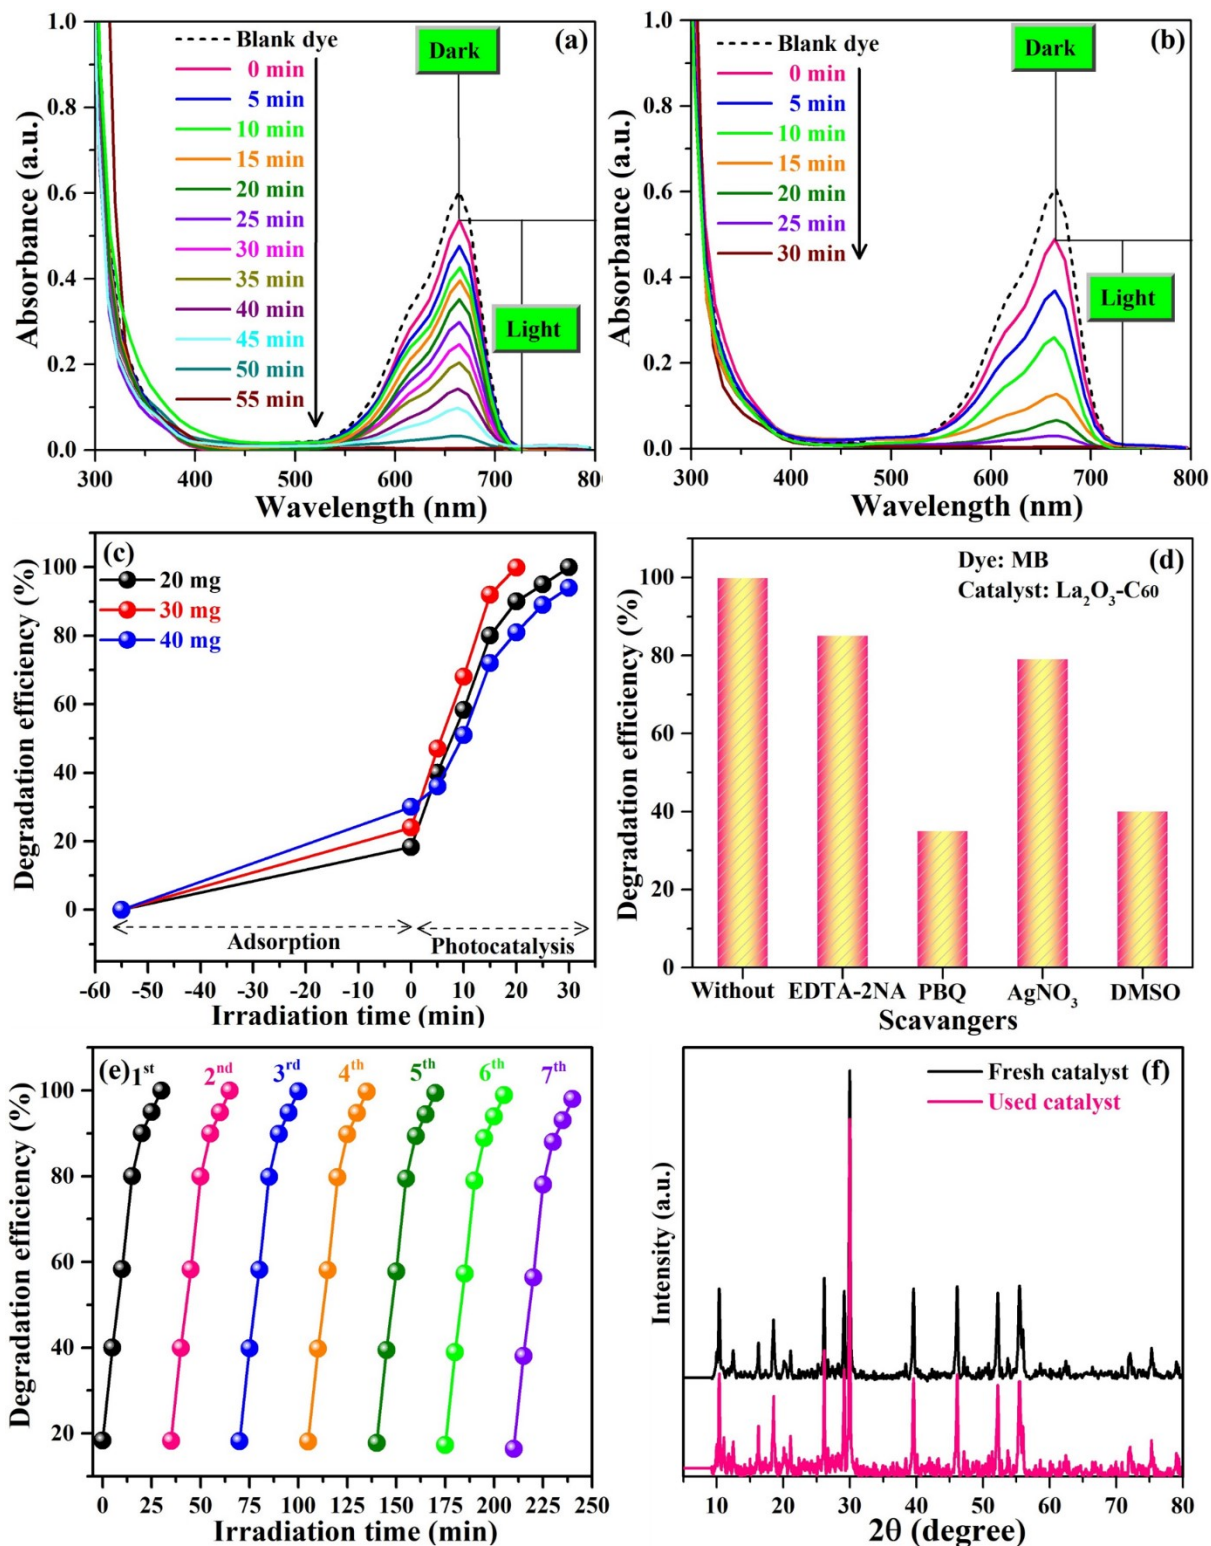 (a)
Blank dye
0 min
5 min
10 min
15 min
20 min
25 min
30 min
35 min
40 min
45 min
50 min
55 min
Dark
Light
1.0
0.8
0.6
0.4
0.2
0.0
300 400 500 600 700 800
Absorbance (a.u.)
Wavelength (nm)
(b)
Blank dye
0 min
5 min
10 min
15 min
20 min
25 min
30 min
Dark
Light
1.0
0.8
0.6
0.4
0.2
0.0
300 400 500 600 700 800
Absorbance (a.u.)
Wavelength (nm)
(c)
20 mg
30 mg
40 mg
100
80
60
40
20
0
Adsorption
Photocatalysis
-60 -50 -40 -30 -20 -10 0 10 20 30
Degradation efficiency (%)
Irradiation time (min)
(d)
Dye: MB
Catalyst: La₂O₃-C60
100
80
60
40
20
0
Without EDTA-2NA PBQ AgNO₃ DMSO
Degradation efficiency (%)
Scavangers
(e)
1ˢᵗ 2ⁿᵈ 3ʳᵈ 4ᵗʰ 5ᵗʰ 6ᵗʰ 7ᵗʰ
100
80
60
40
20
0 25 50 75 100 125 150 175 200 225 250
Degradation efficiency (%)
Irradiation time (min)
(f)
Fresh catalyst
Used catalyst
10 20 30 40 50 60 70 80
Intensity (a.u.)
2θ (degree)